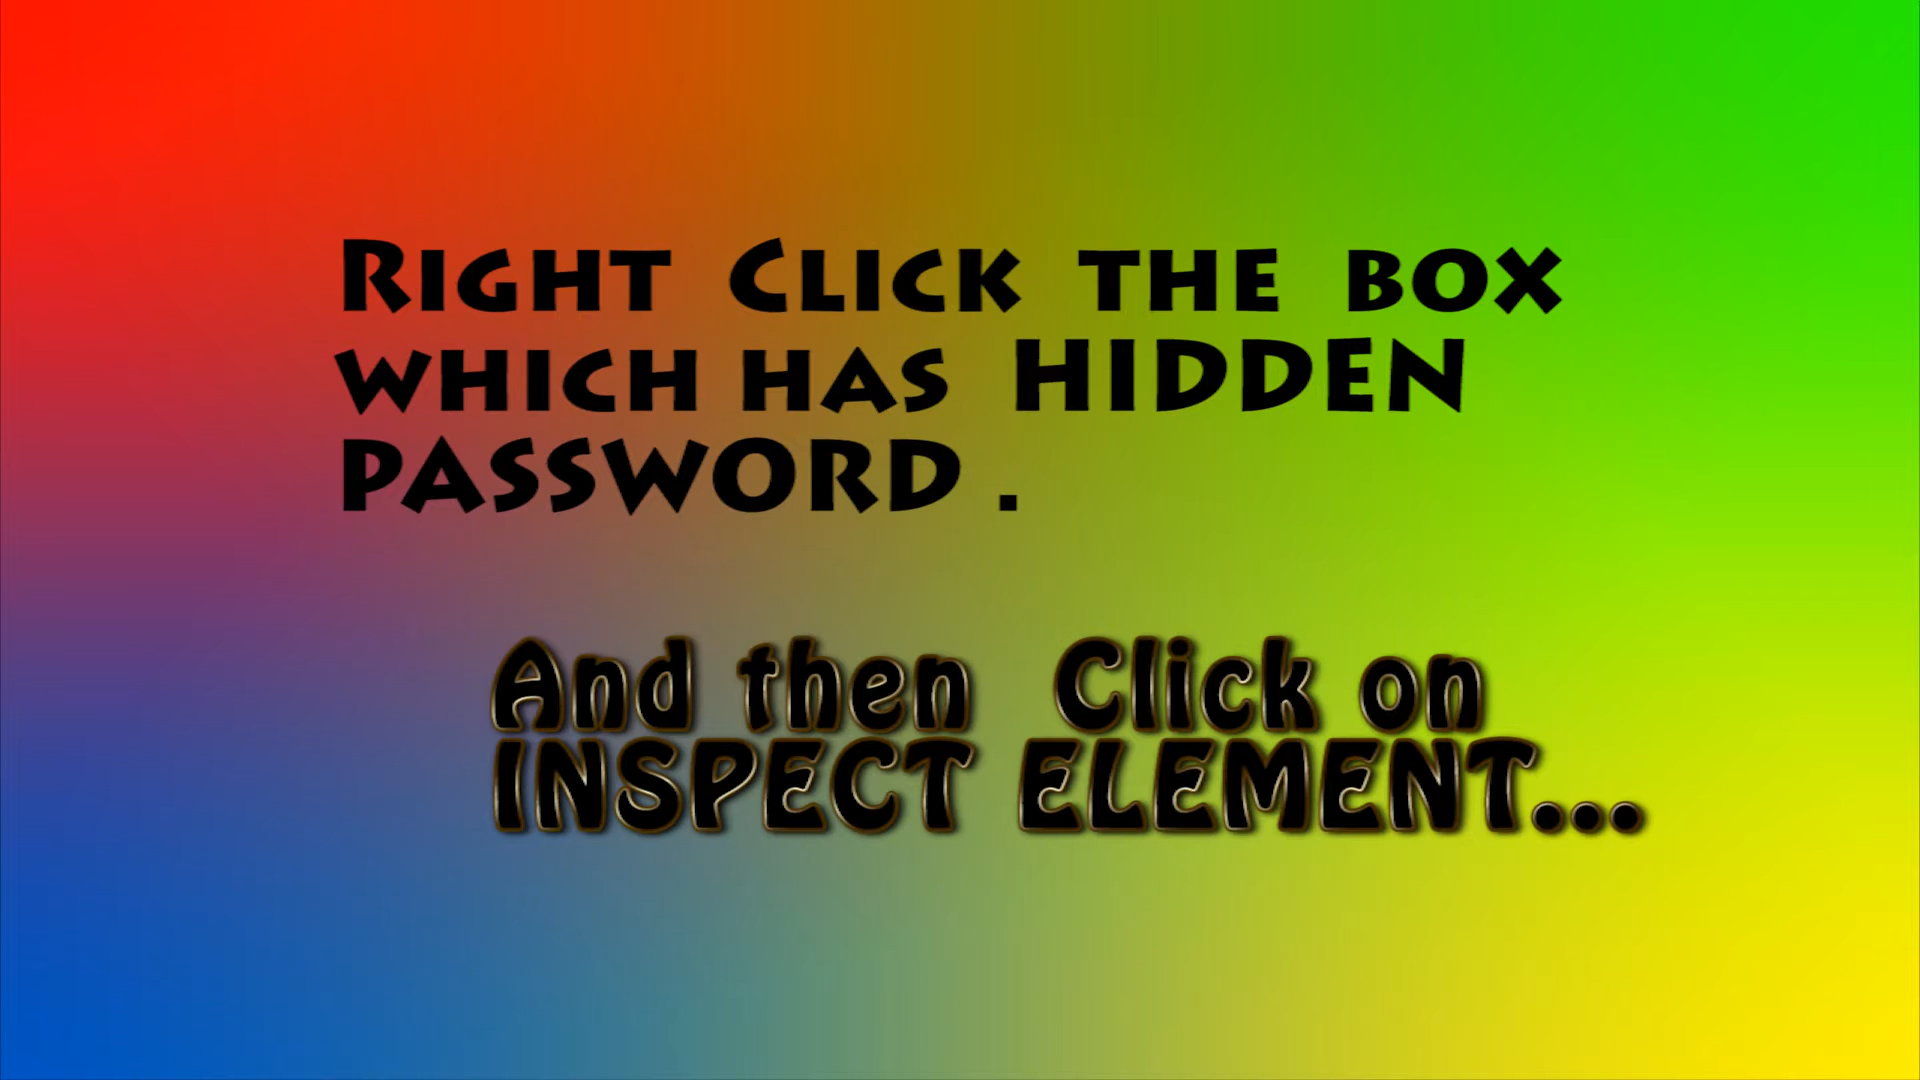 Right Click the box
which has HIDDEN
PASSWORD .
And then Click on
INSPECT ELEMENT...